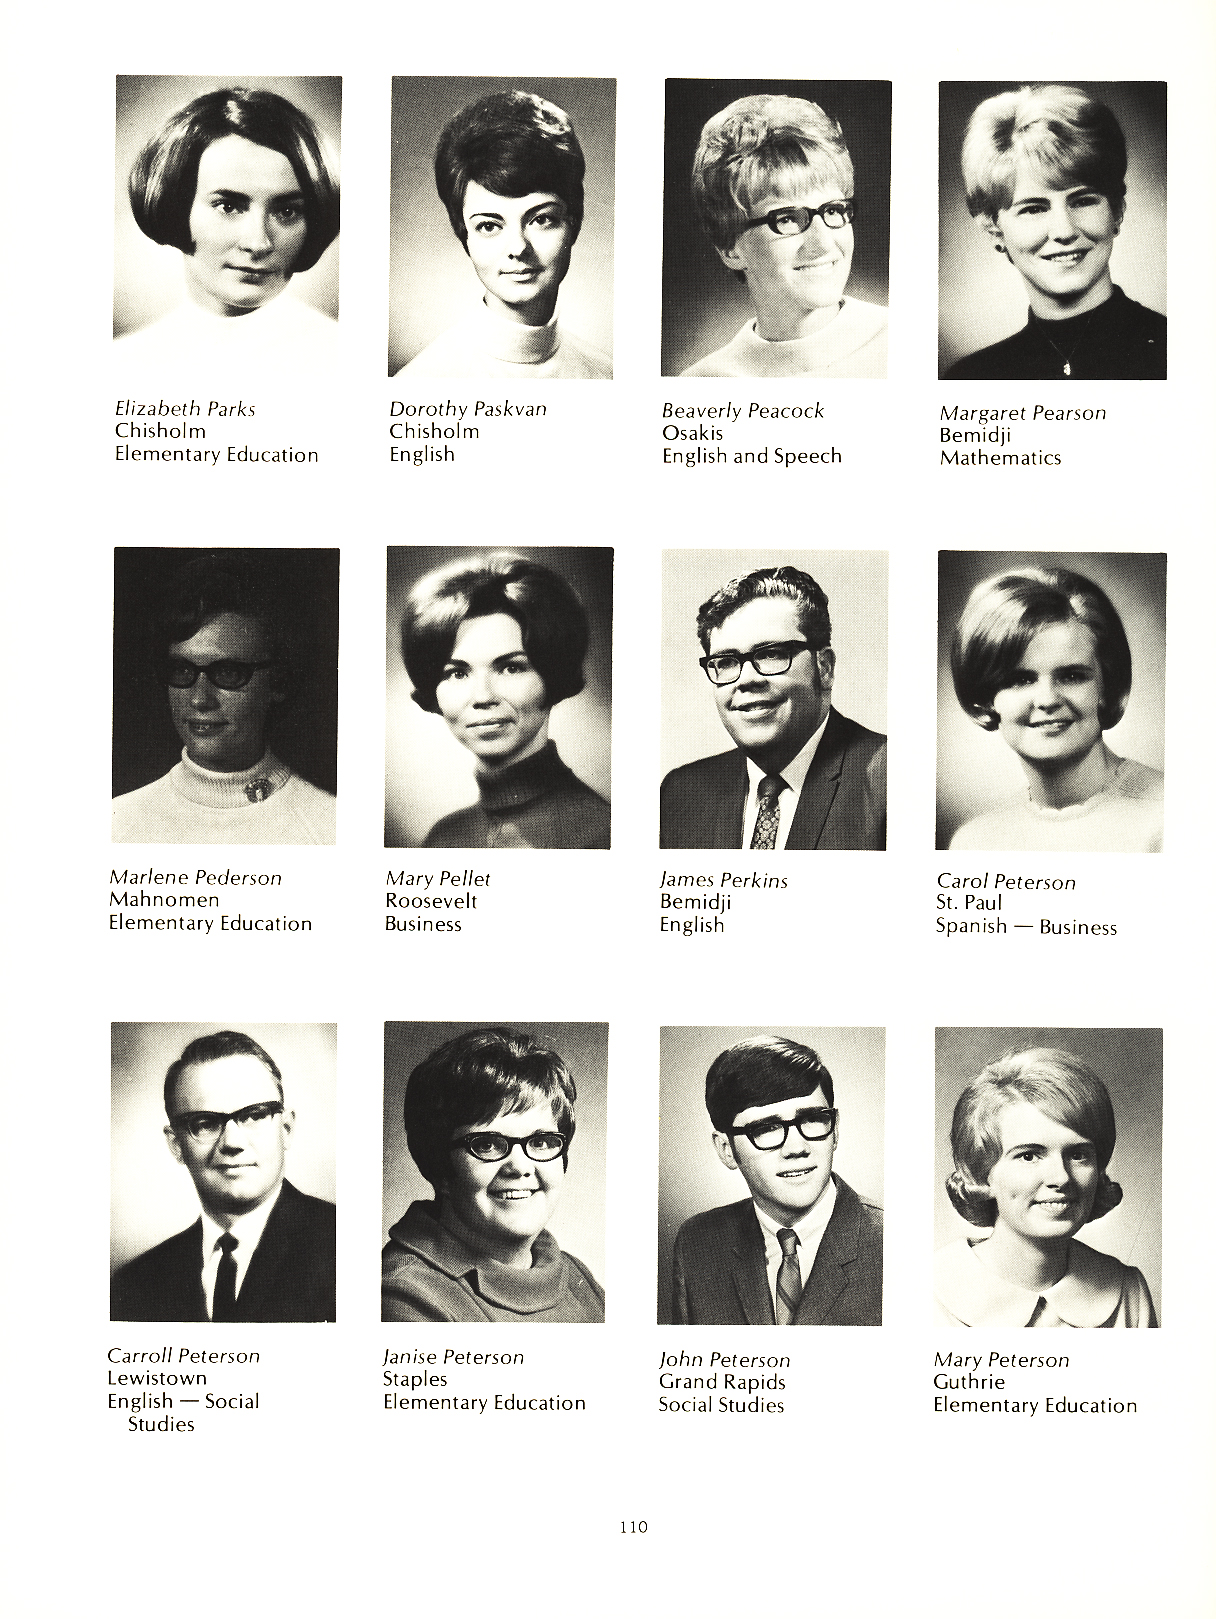 Elizabeth Parks
Chisholm
Elementary Education
Dorothy Paskvan
Chisholm
English
Beaverly Peacock
Osakis
English and Speech
Margaret Pearson
Bemidji
Mathematics
Marlene Pederson
Mahnomen
Elementary Education
Mary Pellet
Roosevelt
Business
James Perkins
Bemidji
English
Carol Peterson
St. Paul
Spanish — Business
Carroll Peterson
Lewistown
English — Social
Studies
Janise Peterson
Staples
Elementary Education
John Peterson
Grand Rapids
Social Studies
Mary Peterson
Guthrie
Elementary Education
110